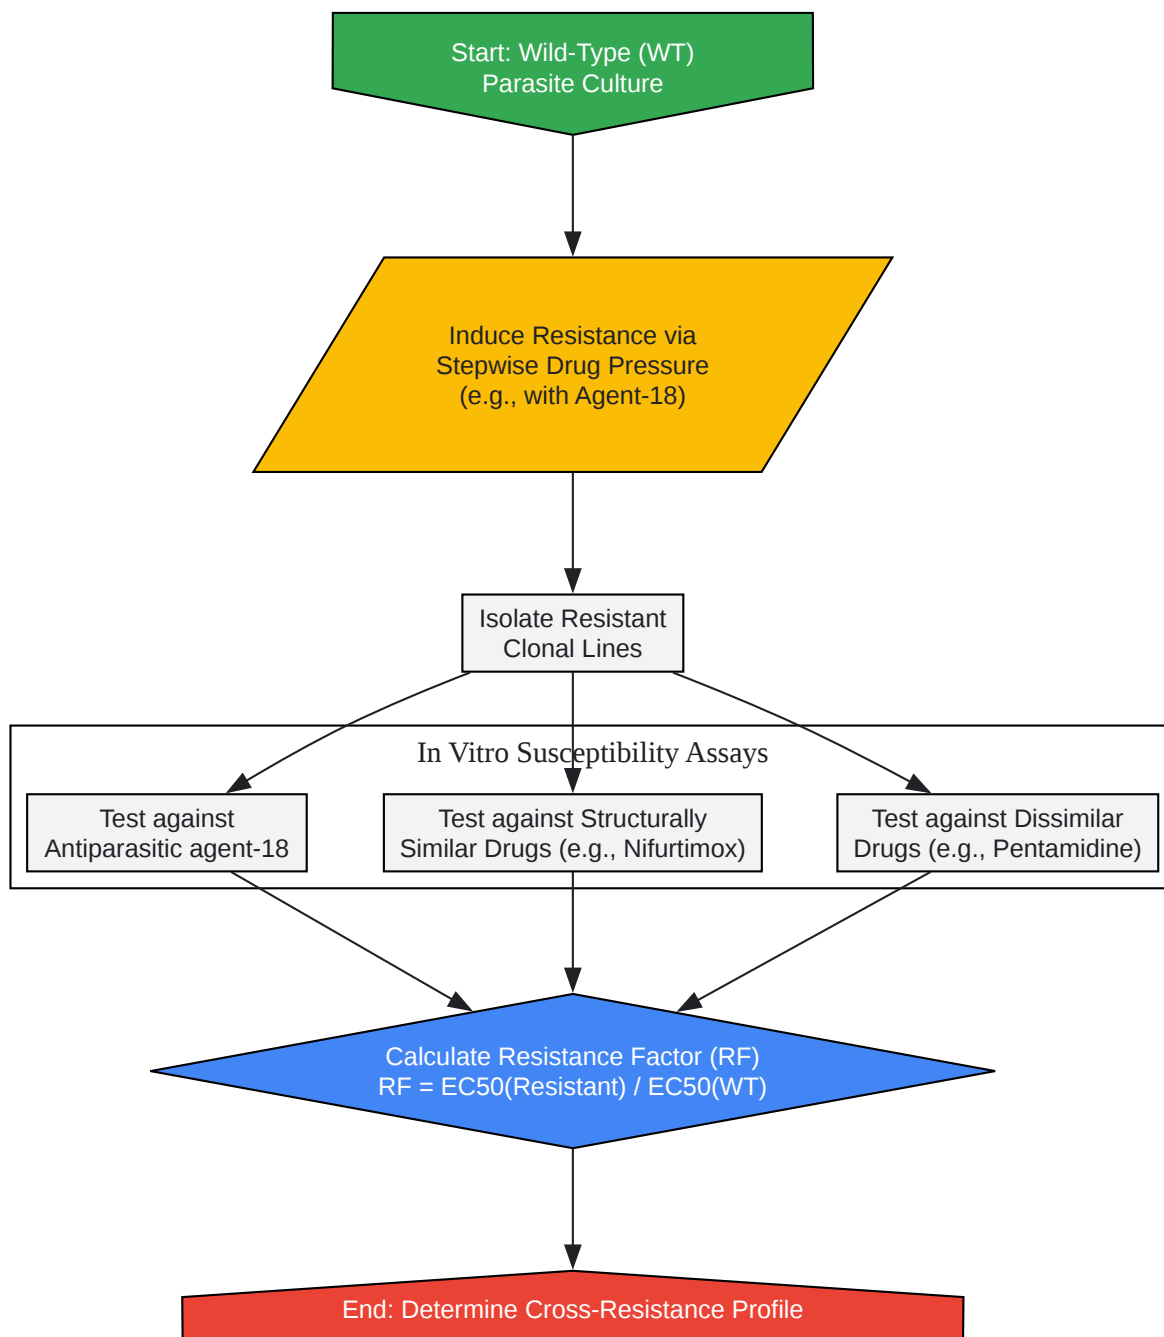 Start: Wild-Type (WT)
Parasite Culture
Induce Resistance via
Stepwise Drug Pressure
(e.g., with Agent-18)
Isolate Resistant
Clonal Lines
In Vitro Susceptibility Assays
Test against
Antiparasitic agent-18
Test against Structurally
Similar Drugs (e.g., Nifurtimox)
Test against Dissimilar
Drugs (e.g., Pentamidine)
Calculate Resistance Factor (RF)
RF = EC50(Resistant) / EC50(WT)
End: Determine Cross-Resistance Profile